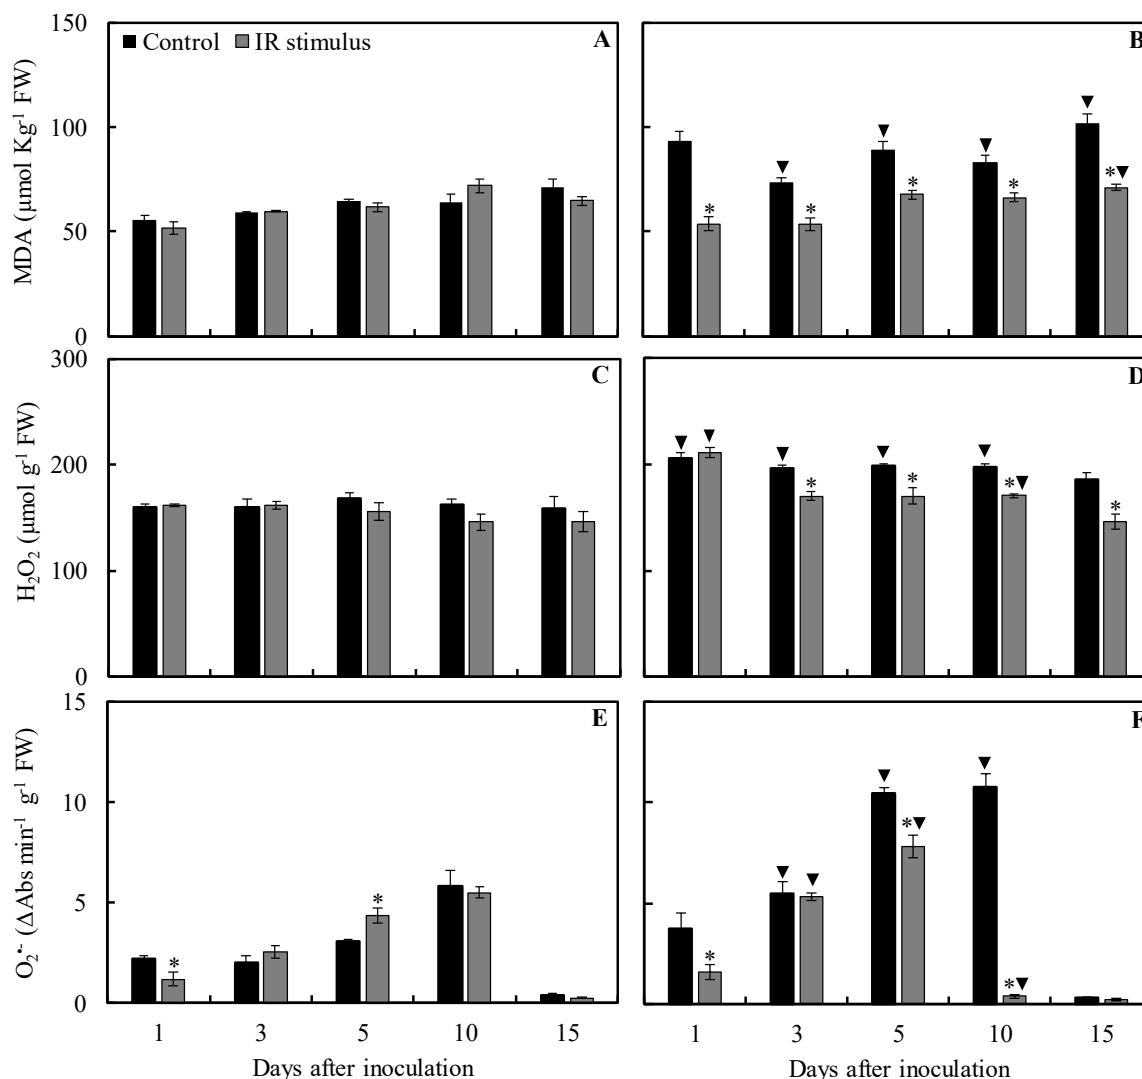 150
100
50
0
MDA (μmol Kg⁻¹ FW)
Control IR stimulus
A
B
* * * * *
▼ ▼ ▼ ▼ ▼
300
200
100
0
H₂O₂ (μmol g⁻¹ FW)
C
D
▼ ▼ ▼ ▼ ▼
* * *▼ *
15
10
5
0
O₂•- (ΔAbs min⁻¹ g⁻¹ FW)
E
* *
F
▼ ▼ ▼ ▼
* *▼ *▼
1 3 5 10 15
1 3 5 10 15
Days after inoculation
Days after inoculation